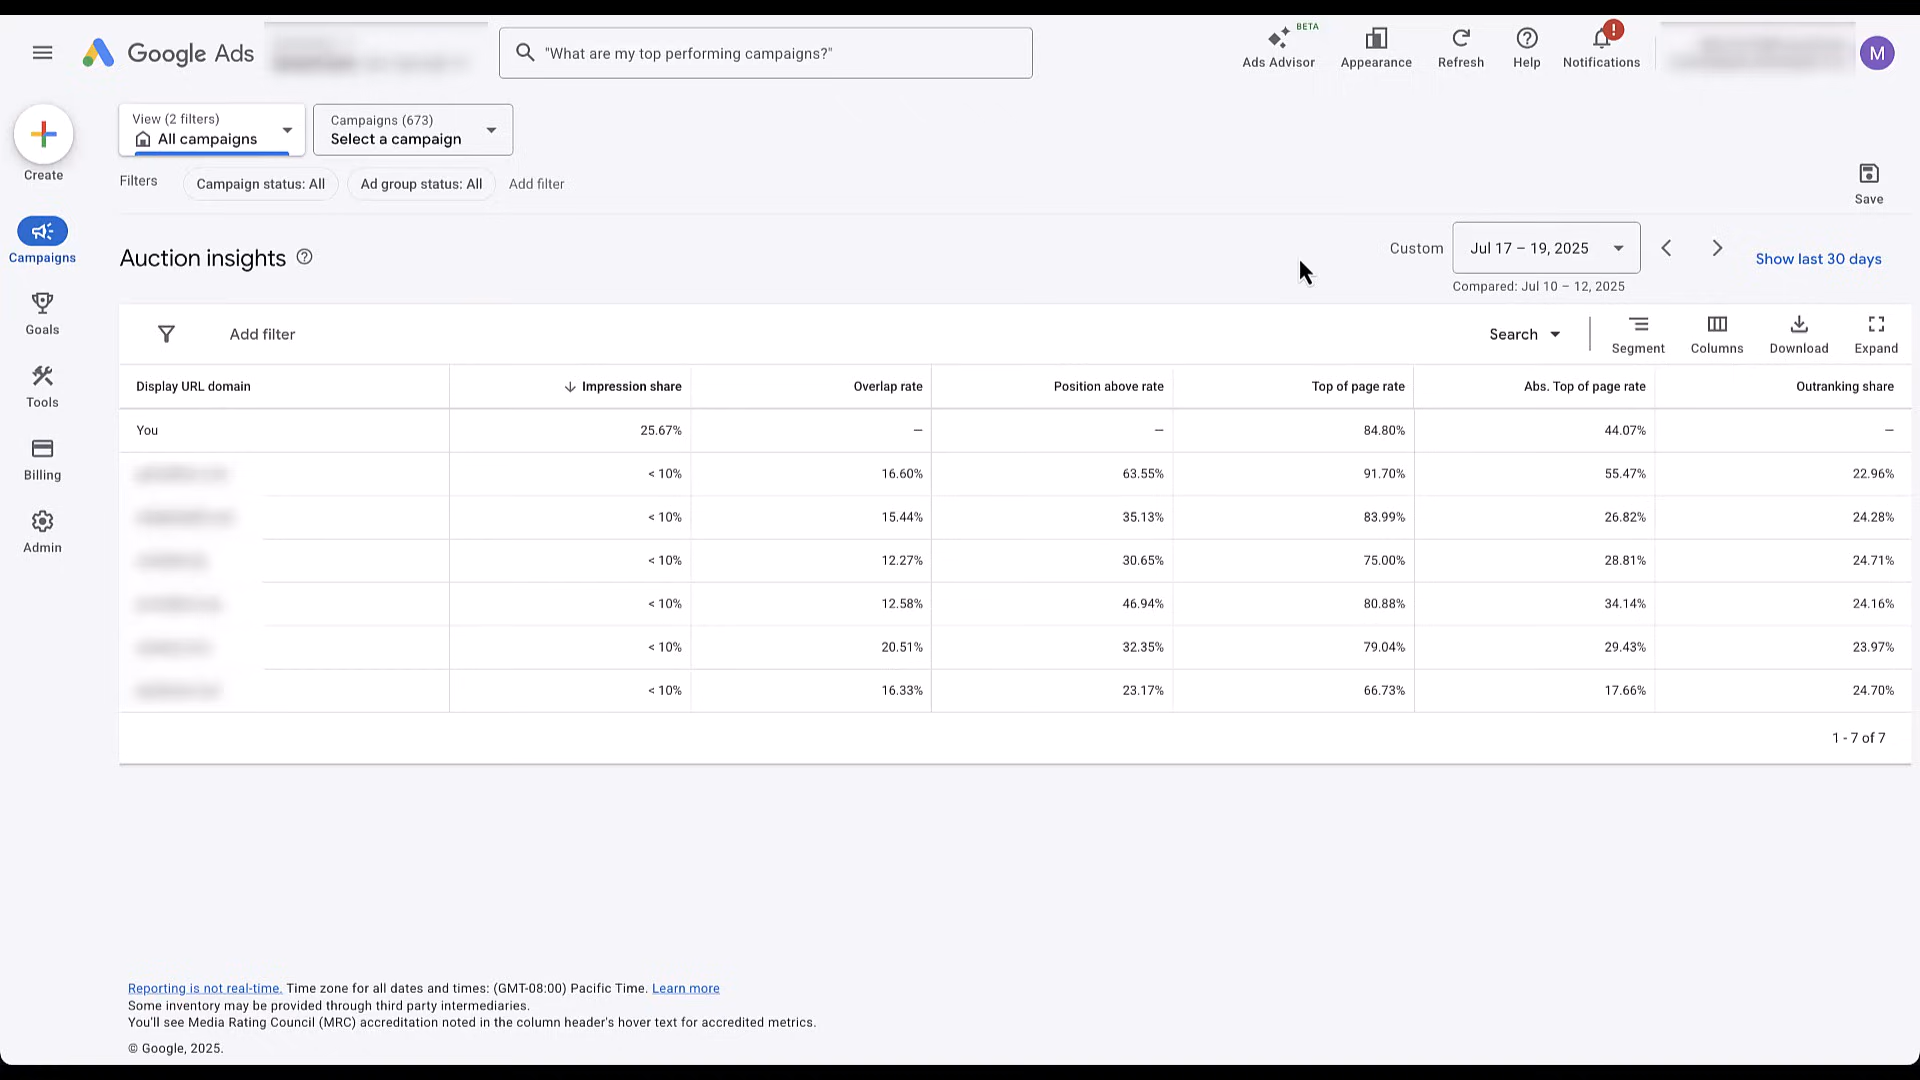 Google Ads
"What are my top performing campaigns?"
BETA
Ads Advisor
Appearance
Refresh
Help
!
Notifications
M
Create
Campaigns
Goals
Tools
Billing
Admin
View (2 filters)
All campaigns
Campaigns (673)
Select a campaign
Filters
Campaign status: All
Ad group status: All
Add filter
Save
Auction insights
Custom
Jul 17 – 19, 2025
Compared: Jul 10 – 12, 2025
Show last 30 days
Add filter
Search
Segment
Columns
Download
Expand
Display URL domain Impression share Overlap rate Position above rate Top of page rate Abs. Top of page rate Outranking share
You 25.67% — — 84.80% 44.07% —
< 10% 16.60% 63.55% 91.70% 55.47% 22.96%
< 10% 15.44% 35.13% 83.99% 26.82% 24.28%
< 10% 12.27% 30.65% 75.00% 28.81% 24.71%
< 10% 12.58% 46.94% 80.88% 34.14% 24.16%
< 10% 20.51% 32.35% 79.04% 29.43% 23.97%
< 10% 16.33% 23.17% 66.73% 17.66% 24.70%
1 - 7 of 7
Reporting is not real-time. Time zone for all dates and times: (GMT-08:00) Pacific Time. Learn more
Some inventory may be provided through third party intermediaries.
You'll see Media Rating Council (MRC) accreditation noted in the column header's hover text for accredited metrics.
© Google, 2025.